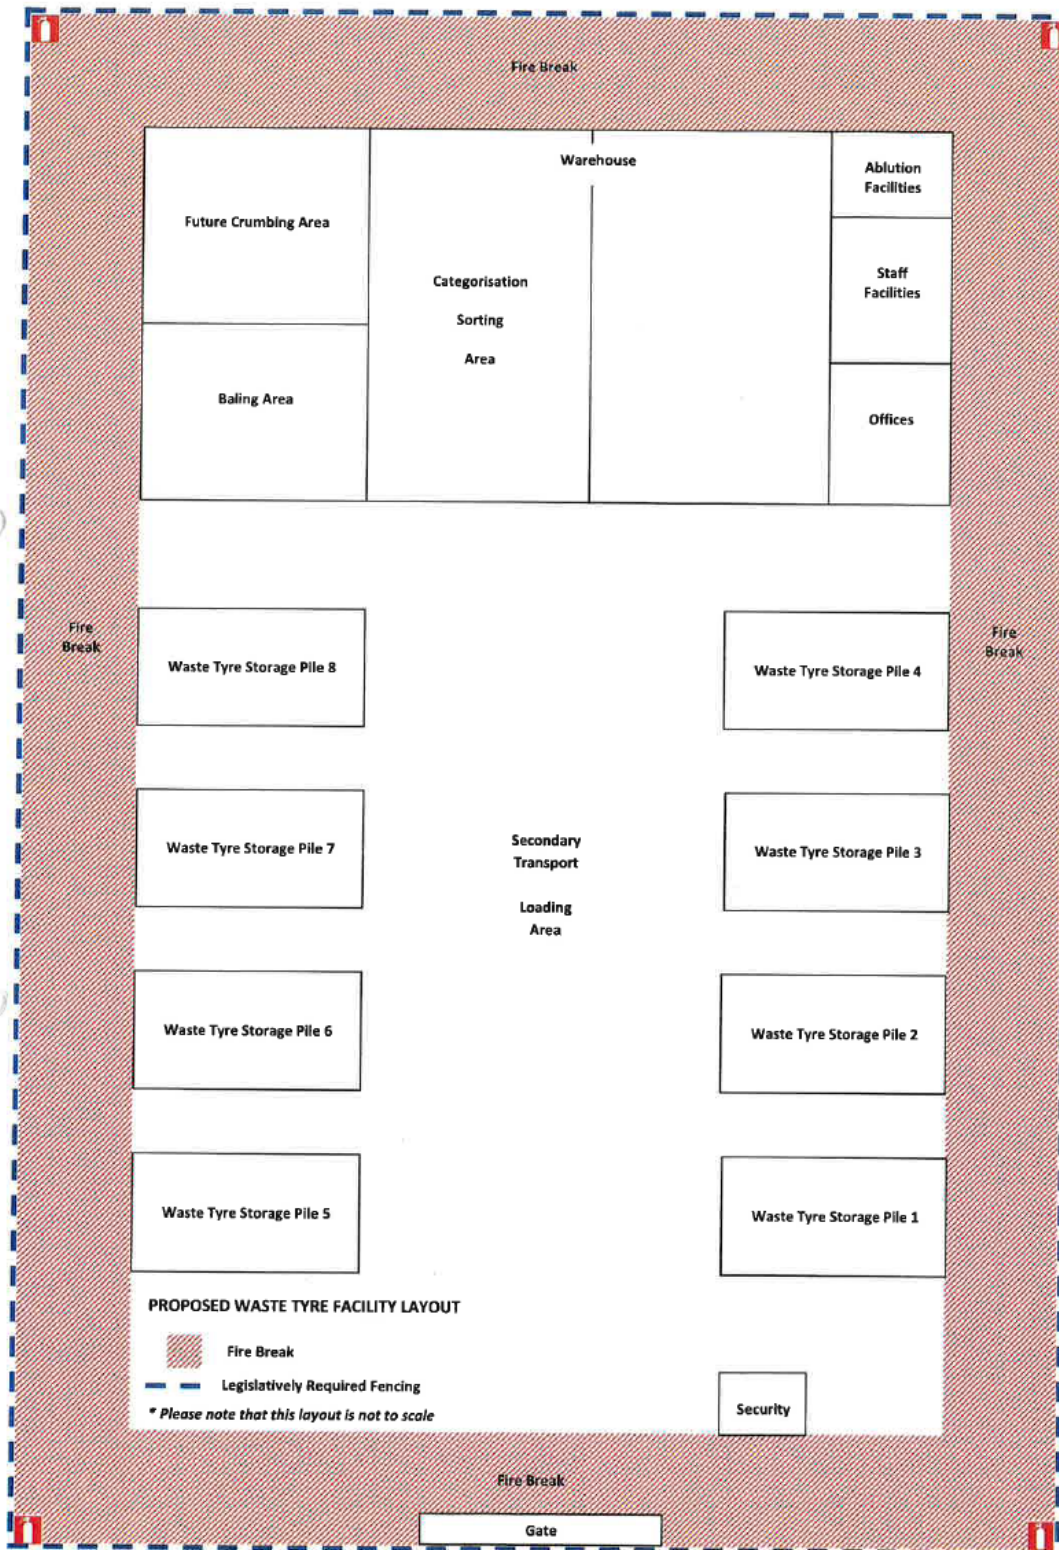 Fire Break
Warehouse
Ablution
Facilities
Future Crumbing Area
Categorisation
Sorting
Area
Staff
Facilities
Baling Area
Offices
Fire
Break
Fire
Break
Waste Tyre Storage Pile 8
Waste Tyre Storage Pile 4
Waste Tyre Storage Pile 7
Secondary
Transport
Loading
Area
Waste Tyre Storage Pile 3
Waste Tyre Storage Pile 6
Waste Tyre Storage Pile 2
Waste Tyre Storage Pile 5
Waste Tyre Storage Pile 1
PROPOSED WASTE TYRE FACILITY LAYOUT
Fire Break
Legislatively Required Fencing
* Please note that this layout is not to scale
Security
Fire Break
Gate